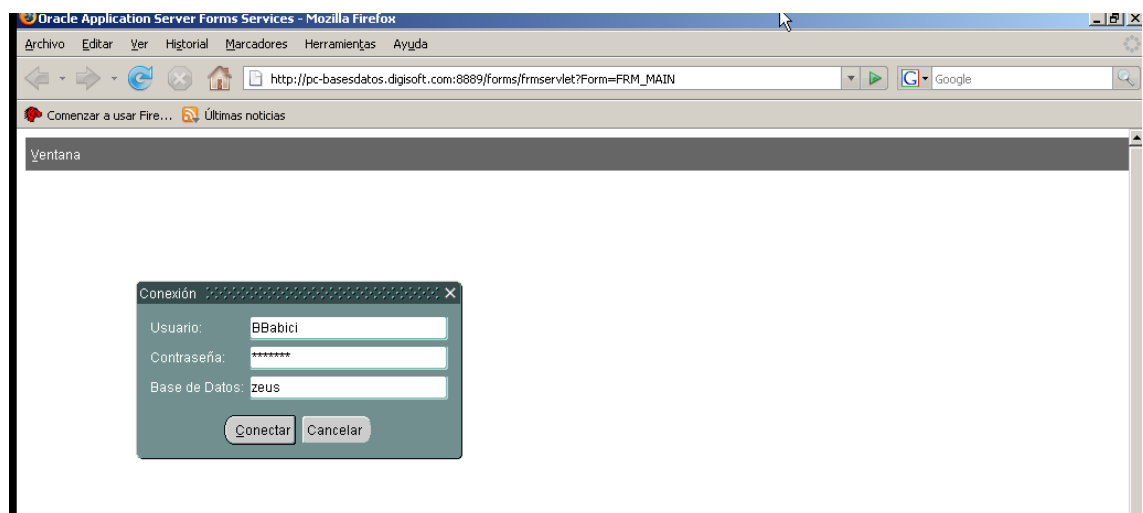 Oracle Application Server Forms Services - Mozilla Firefox
Archivo Editar Ver Historial Marcadores Herramientas Ayuda
http://pc-basesdatos.digisoft.com:8889/forms/frmservlet?Form=FRM_MAIN
G Google
Comenzar a usar Fire... Últimas noticias
Ventana
Conexión
Usuario: BBabici
Contraseña: *******
Base de Datos: zeus
Conectar Cancelar